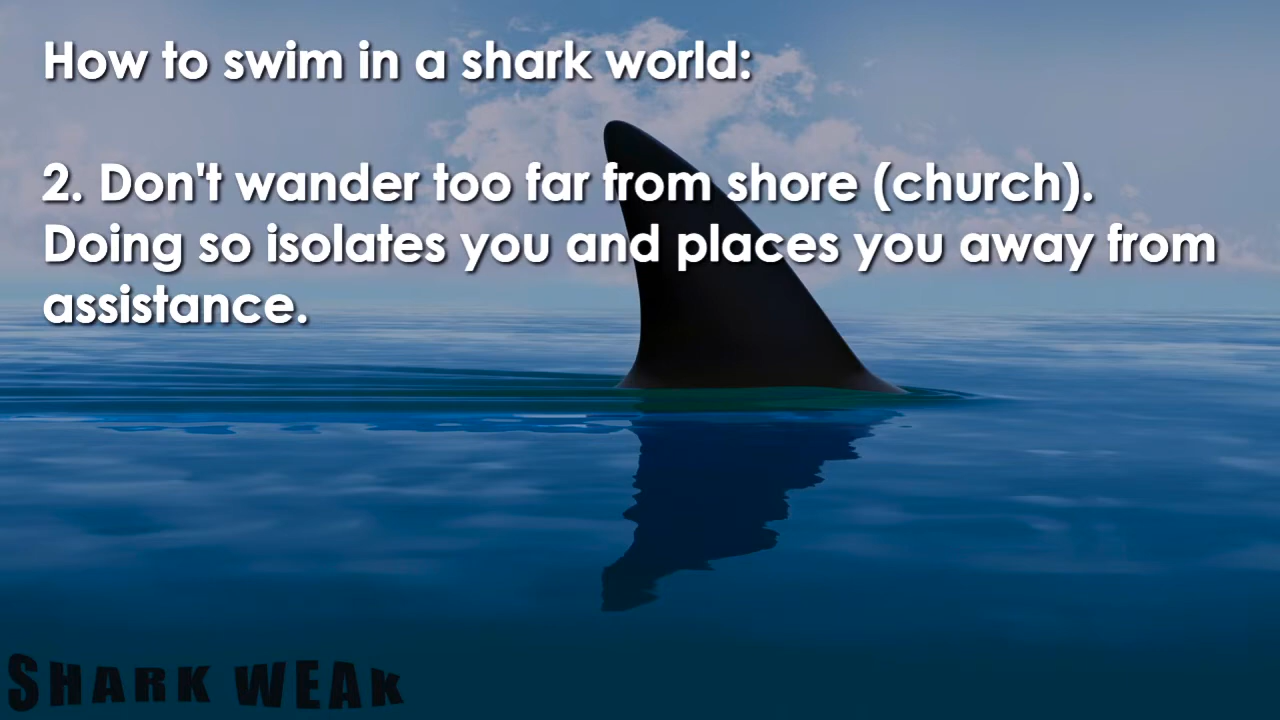 How to swim in a shark world:
2. Don't wander too far from shore (church).
Doing so isolates you and places you away from
assistance.
SHARK WEAK